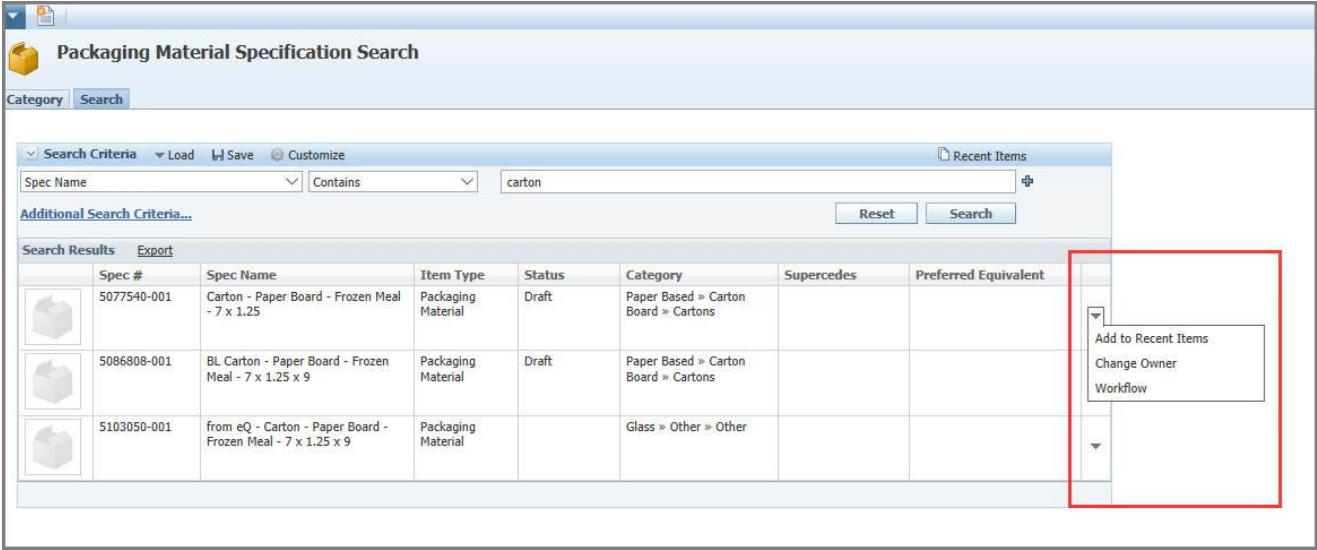 Packaging Material Specification Search
Category Search
Search Criteria Load Save Customize Recent Items
Spec Name Contains carton
Additional Search Criteria... Reset Search
Search Results Export
Spec # Spec Name Item Type Status Category Supercedes Preferred Equivalent
5077540-001 Carton - Paper Board - Frozen Meal Packaging Draft Paper Based » Carton
- 7 x 1.25 Material Board » Cartons
Add to Recent Items
5086808-001 BL Carton - Paper Board - Frozen Packaging Draft Paper Based » Carton Change Owner
Meal - 7 x 1.25 x 9 Material Board » Cartons
Workflow
5103050-001 from eQ - Carton - Paper Board - Packaging Glass » Other » Other
Frozen Meal - 7 x 1.25 x 9 Material